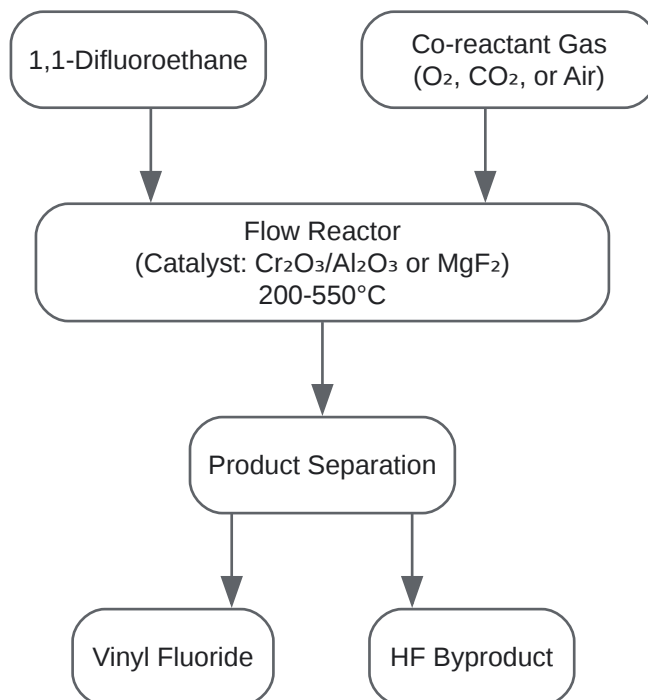 1,1-Difluoroethane
Co-reactant Gas
(O₂, CO₂, or Air)
Flow Reactor
(Catalyst: Cr₂O₃/Al₂O₃ or MgF₂)
200-550°C
Product Separation
Vinyl Fluoride
HF Byproduct